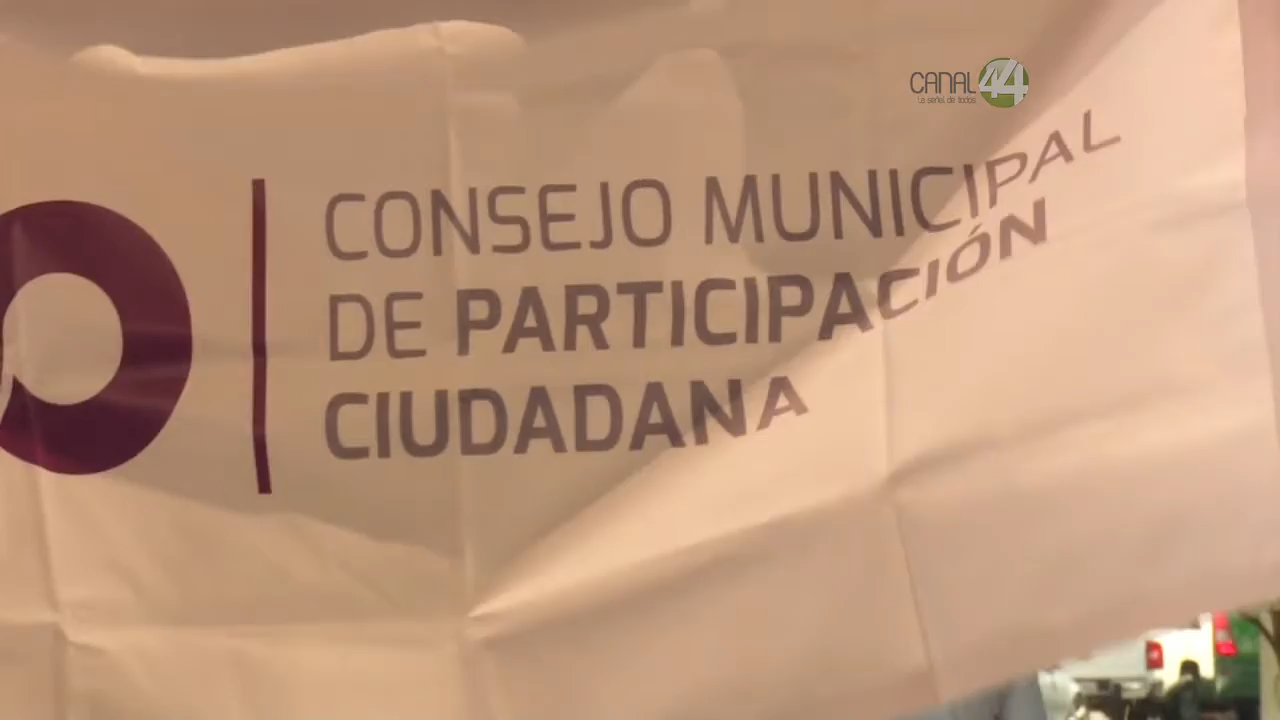 CANAL 44
La señal de todos
CONSEJO MUNICIPAL
DE PARTICIPACIÓN
CIUDADANA